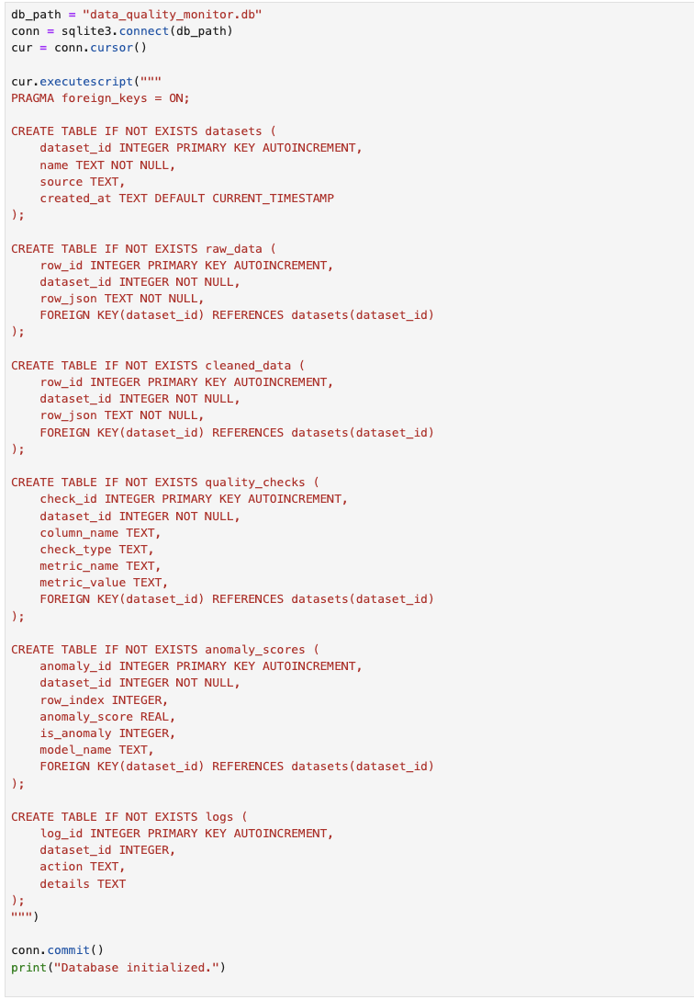 db_path = "data_quality_monitor.db"
conn = sqlite3.connect(db_path)
cur = conn.cursor()

cur.executescript("""
PRAGMA foreign_keys = ON;

CREATE TABLE IF NOT EXISTS datasets (
    dataset_id INTEGER PRIMARY KEY AUTOINCREMENT,
    name TEXT NOT NULL,
    source TEXT,
    created_at TEXT DEFAULT CURRENT_TIMESTAMP
);

CREATE TABLE IF NOT EXISTS raw_data (
    row_id INTEGER PRIMARY KEY AUTOINCREMENT,
    dataset_id INTEGER NOT NULL,
    row_json TEXT NOT NULL,
    FOREIGN KEY(dataset_id) REFERENCES datasets(dataset_id)
);

CREATE TABLE IF NOT EXISTS cleaned_data (
    row_id INTEGER PRIMARY KEY AUTOINCREMENT,
    dataset_id INTEGER NOT NULL,
    row_json TEXT NOT NULL,
    FOREIGN KEY(dataset_id) REFERENCES datasets(dataset_id)
);

CREATE TABLE IF NOT EXISTS quality_checks (
    check_id INTEGER PRIMARY KEY AUTOINCREMENT,
    dataset_id INTEGER NOT NULL,
    column_name TEXT,
    check_type TEXT,
    metric_name TEXT,
    metric_value TEXT,
    FOREIGN KEY(dataset_id) REFERENCES datasets(dataset_id)
);

CREATE TABLE IF NOT EXISTS anomaly_scores (
    anomaly_id INTEGER PRIMARY KEY AUTOINCREMENT,
    dataset_id INTEGER NOT NULL,
    row_index INTEGER,
    anomaly_score REAL,
    is_anomaly INTEGER,
    model_name TEXT,
    FOREIGN KEY(dataset_id) REFERENCES datasets(dataset_id)
);

CREATE TABLE IF NOT EXISTS logs (
    log_id INTEGER PRIMARY KEY AUTOINCREMENT,
    dataset_id INTEGER,
    action TEXT,
    details TEXT
);
""")

conn.commit()
print("Database initialized.")